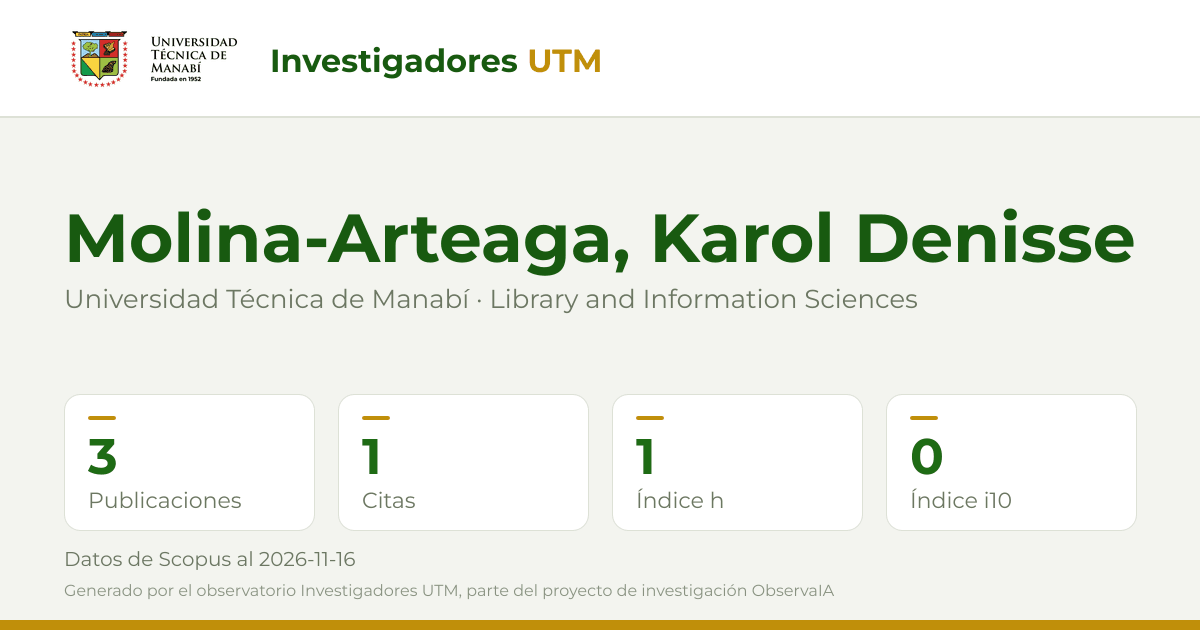 UNIVERSIDAD
TÉCNICA DE
MANABÍ
Fundada en 1952
Investigadores UTM
Molina-Arteaga, Karol Denisse
Universidad Técnica de Manabí · Library and Information Sciences
3
Publicaciones
1
Citas
1
Índice h
0
Índice i10
Datos de Scopus al 2026-11-16
Generado por el observatorio Investigadores UTM, parte del proyecto de investigación ObservaIA